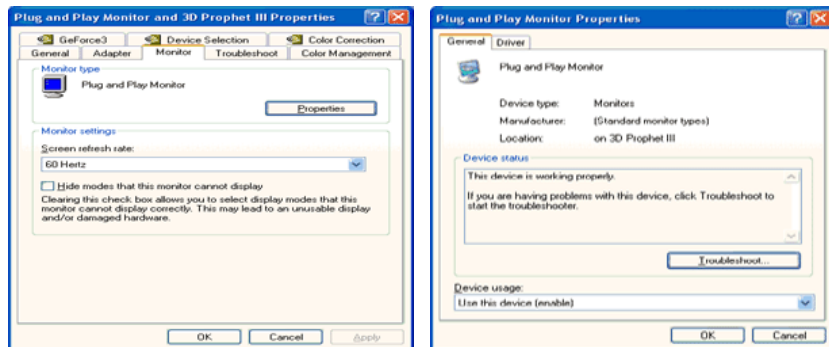 Plug and Play Monitor and 3D Prophet III Properties
GeForce3 Device Selection Color Correction
General Adapter Monitor Troubleshoot Color Management
Monitor type
Plug and Play Monitor
Properties
Monitor settings
Screen refresh rate:
60 Hertz
Hide modes that this monitor cannot display
Clearing this check box allows you to select display modes that this
monitor cannot display correctly. This may lead to an unusable display
and/or damaged hardware.
OK Cancel Apply
Plug and Play Monitor Properties
General Driver
Plug and Play Monitor
Device type: Monitors
Manufacturer: (Standard monitor types)
Location: on 3D Prophet III
Device status
This device is working properly.
If you are having problems with this device, click Troubleshoot to
start the troubleshooter.
Troubleshoot...
Device usage:
Use this device (enable)
OK Cancel